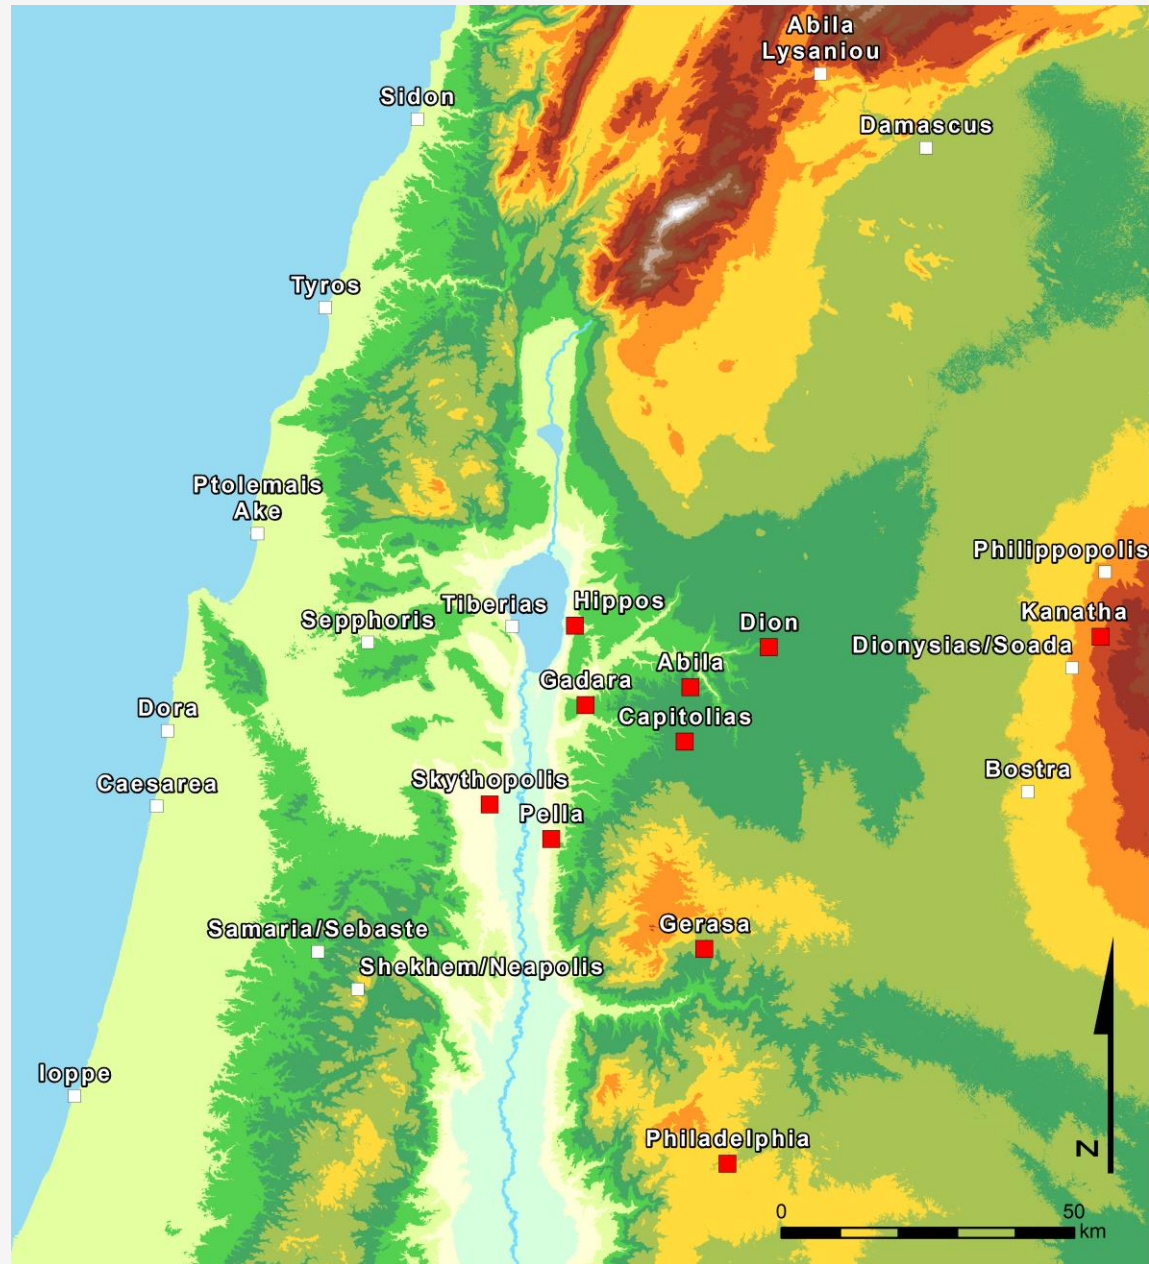 Abila
Lysaniou
Sidon
Damascus
Tyros
Ptolemais
Ake
Philippopolis
Tiberias
Hippos
Kanatha
Sepphoris
Dion
Dionysias/Soada
Abila
Gadara
Dora
Capitolias
Bostra
Skythopolis
Caesarea
Pella
Gerasa
Samaria/Sebaste
Shekhem/Neapolis
Ioppe
Philadelphia
N
0 50
km